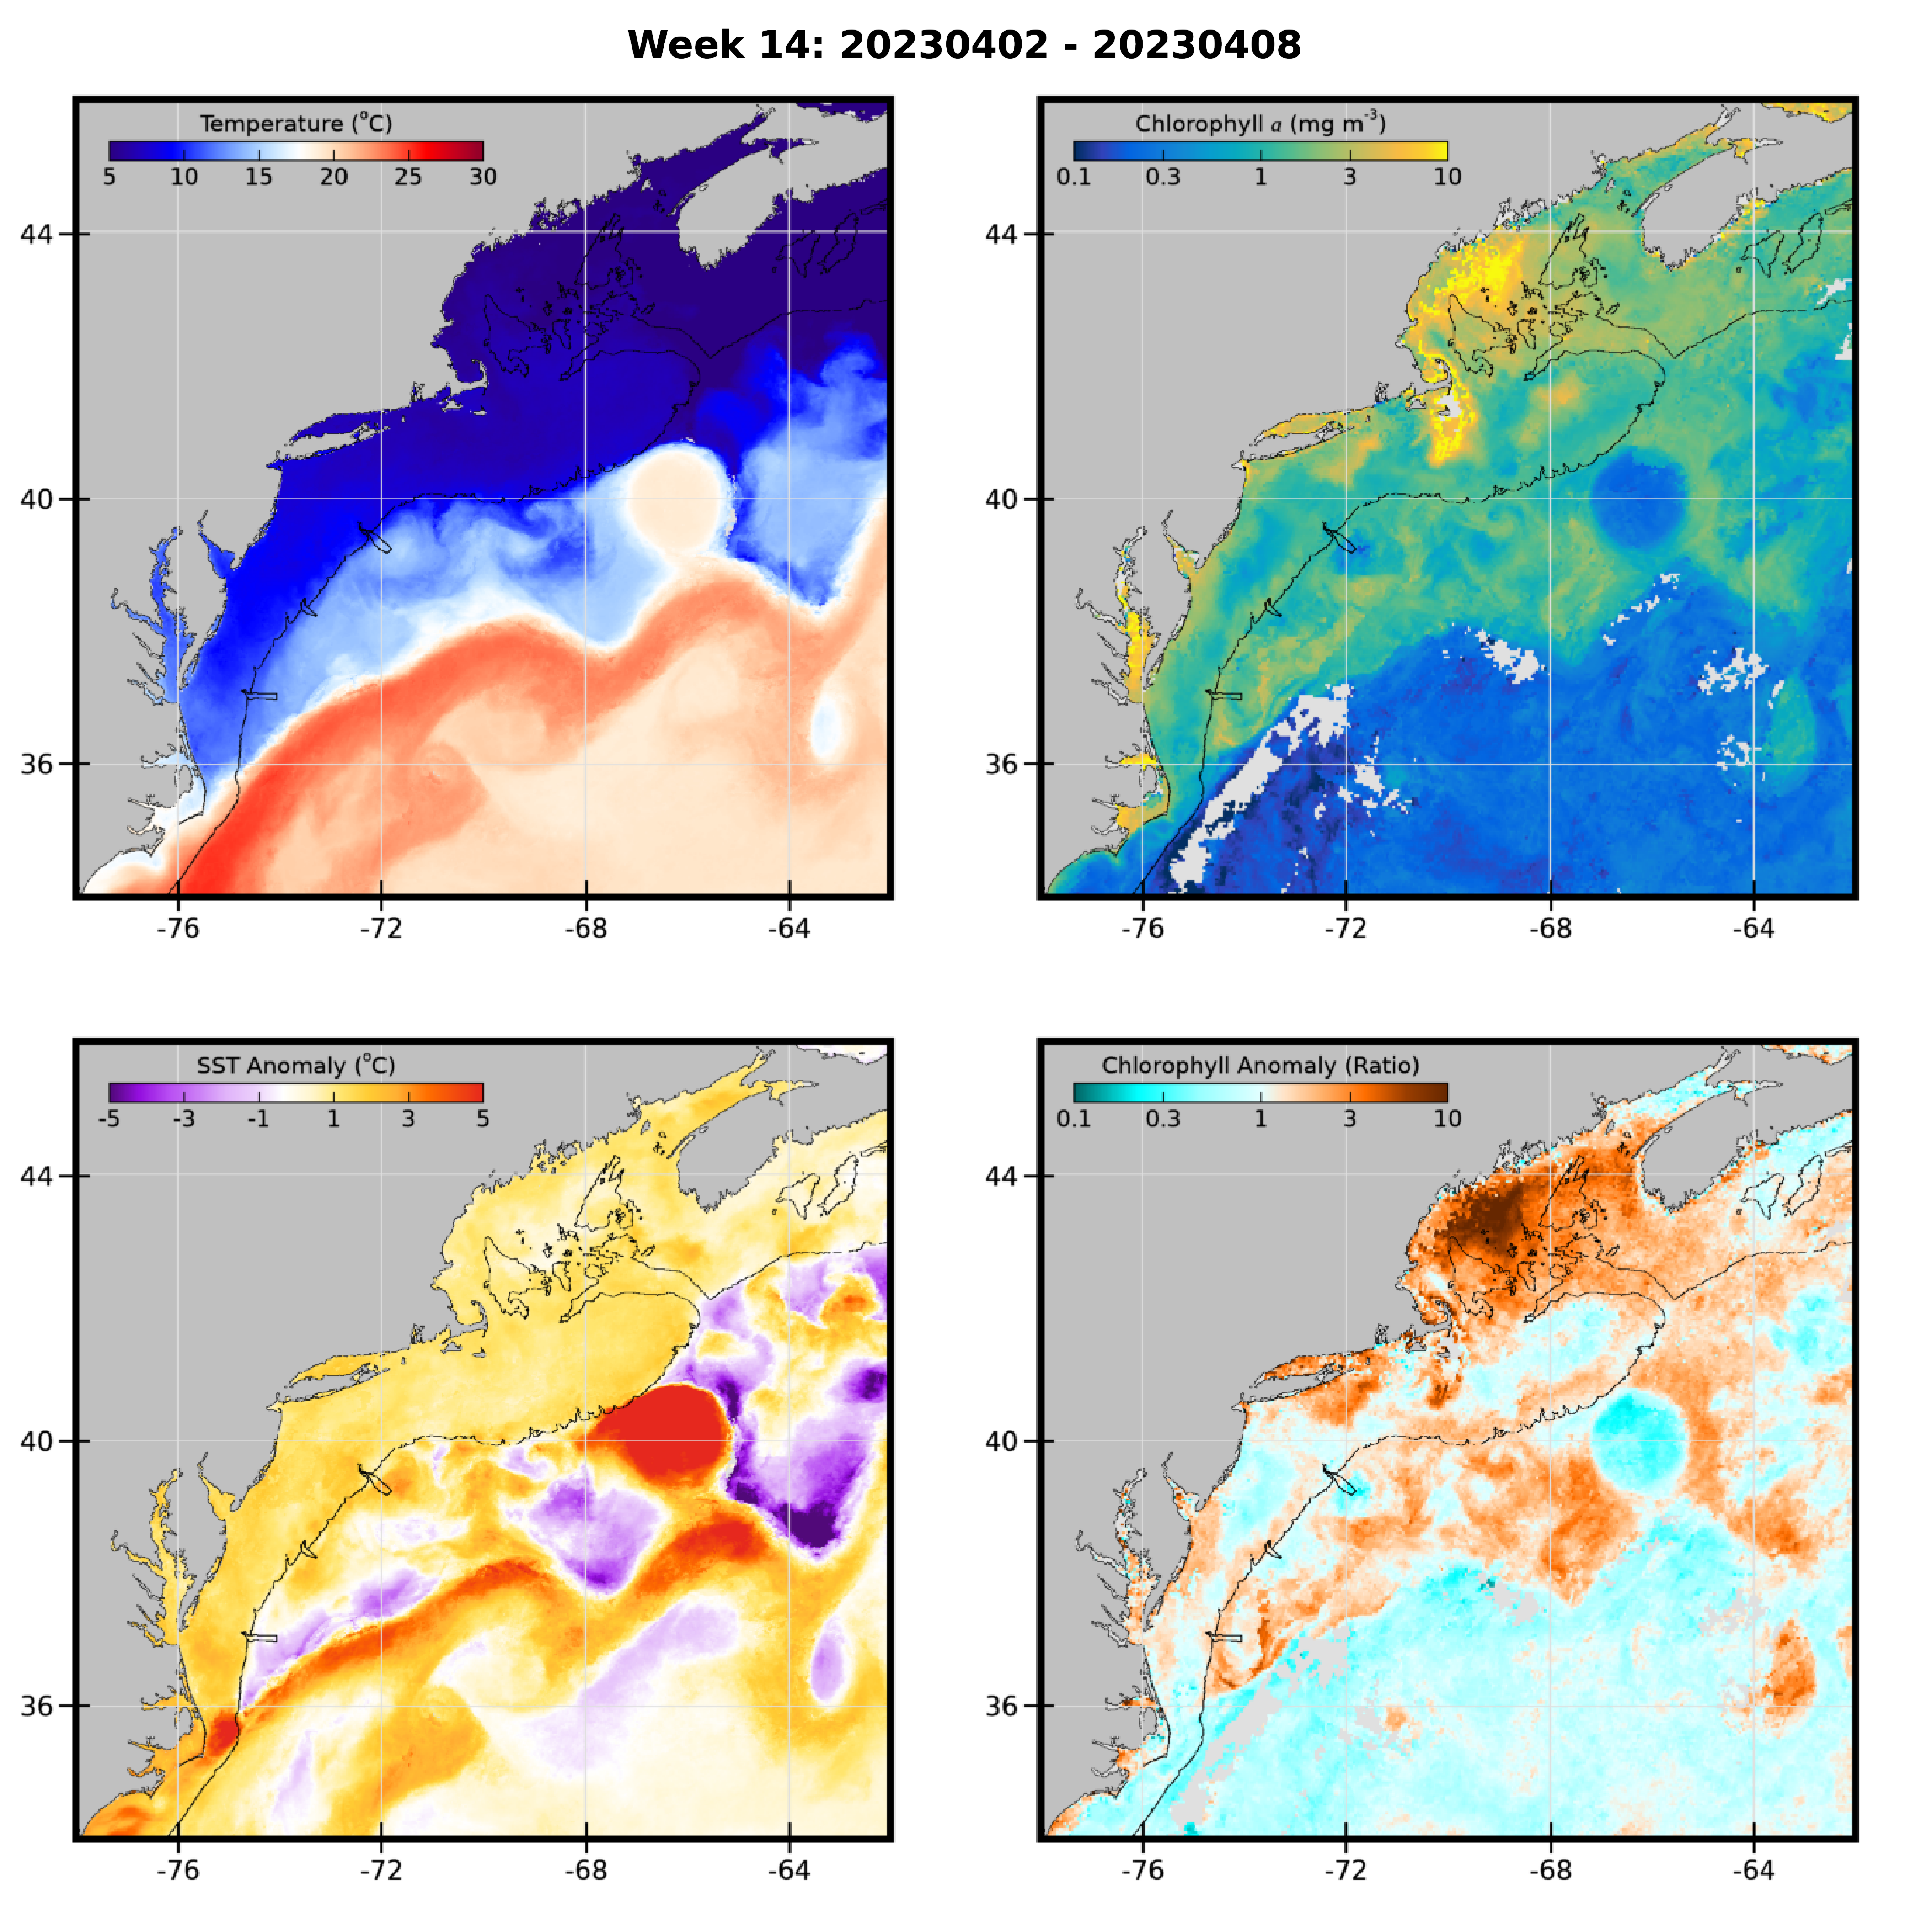 Week 14: 20230402 - 20230408
Temperature (°C)
5 10 15 20 25 30
44
40
36
-76 -72 -68 -64
Chlorophyll a (mg m⁻³)
0.1 0.3 1 3 10
44
40
36
-76 -72 -68 -64
SST Anomaly (°C)
-5 -3 -1 1 3 5
44
40
36
-76 -72 -68 -64
Chlorophyll Anomaly (Ratio)
0.1 0.3 1 3 10
44
40
36
-76 -72 -68 -64